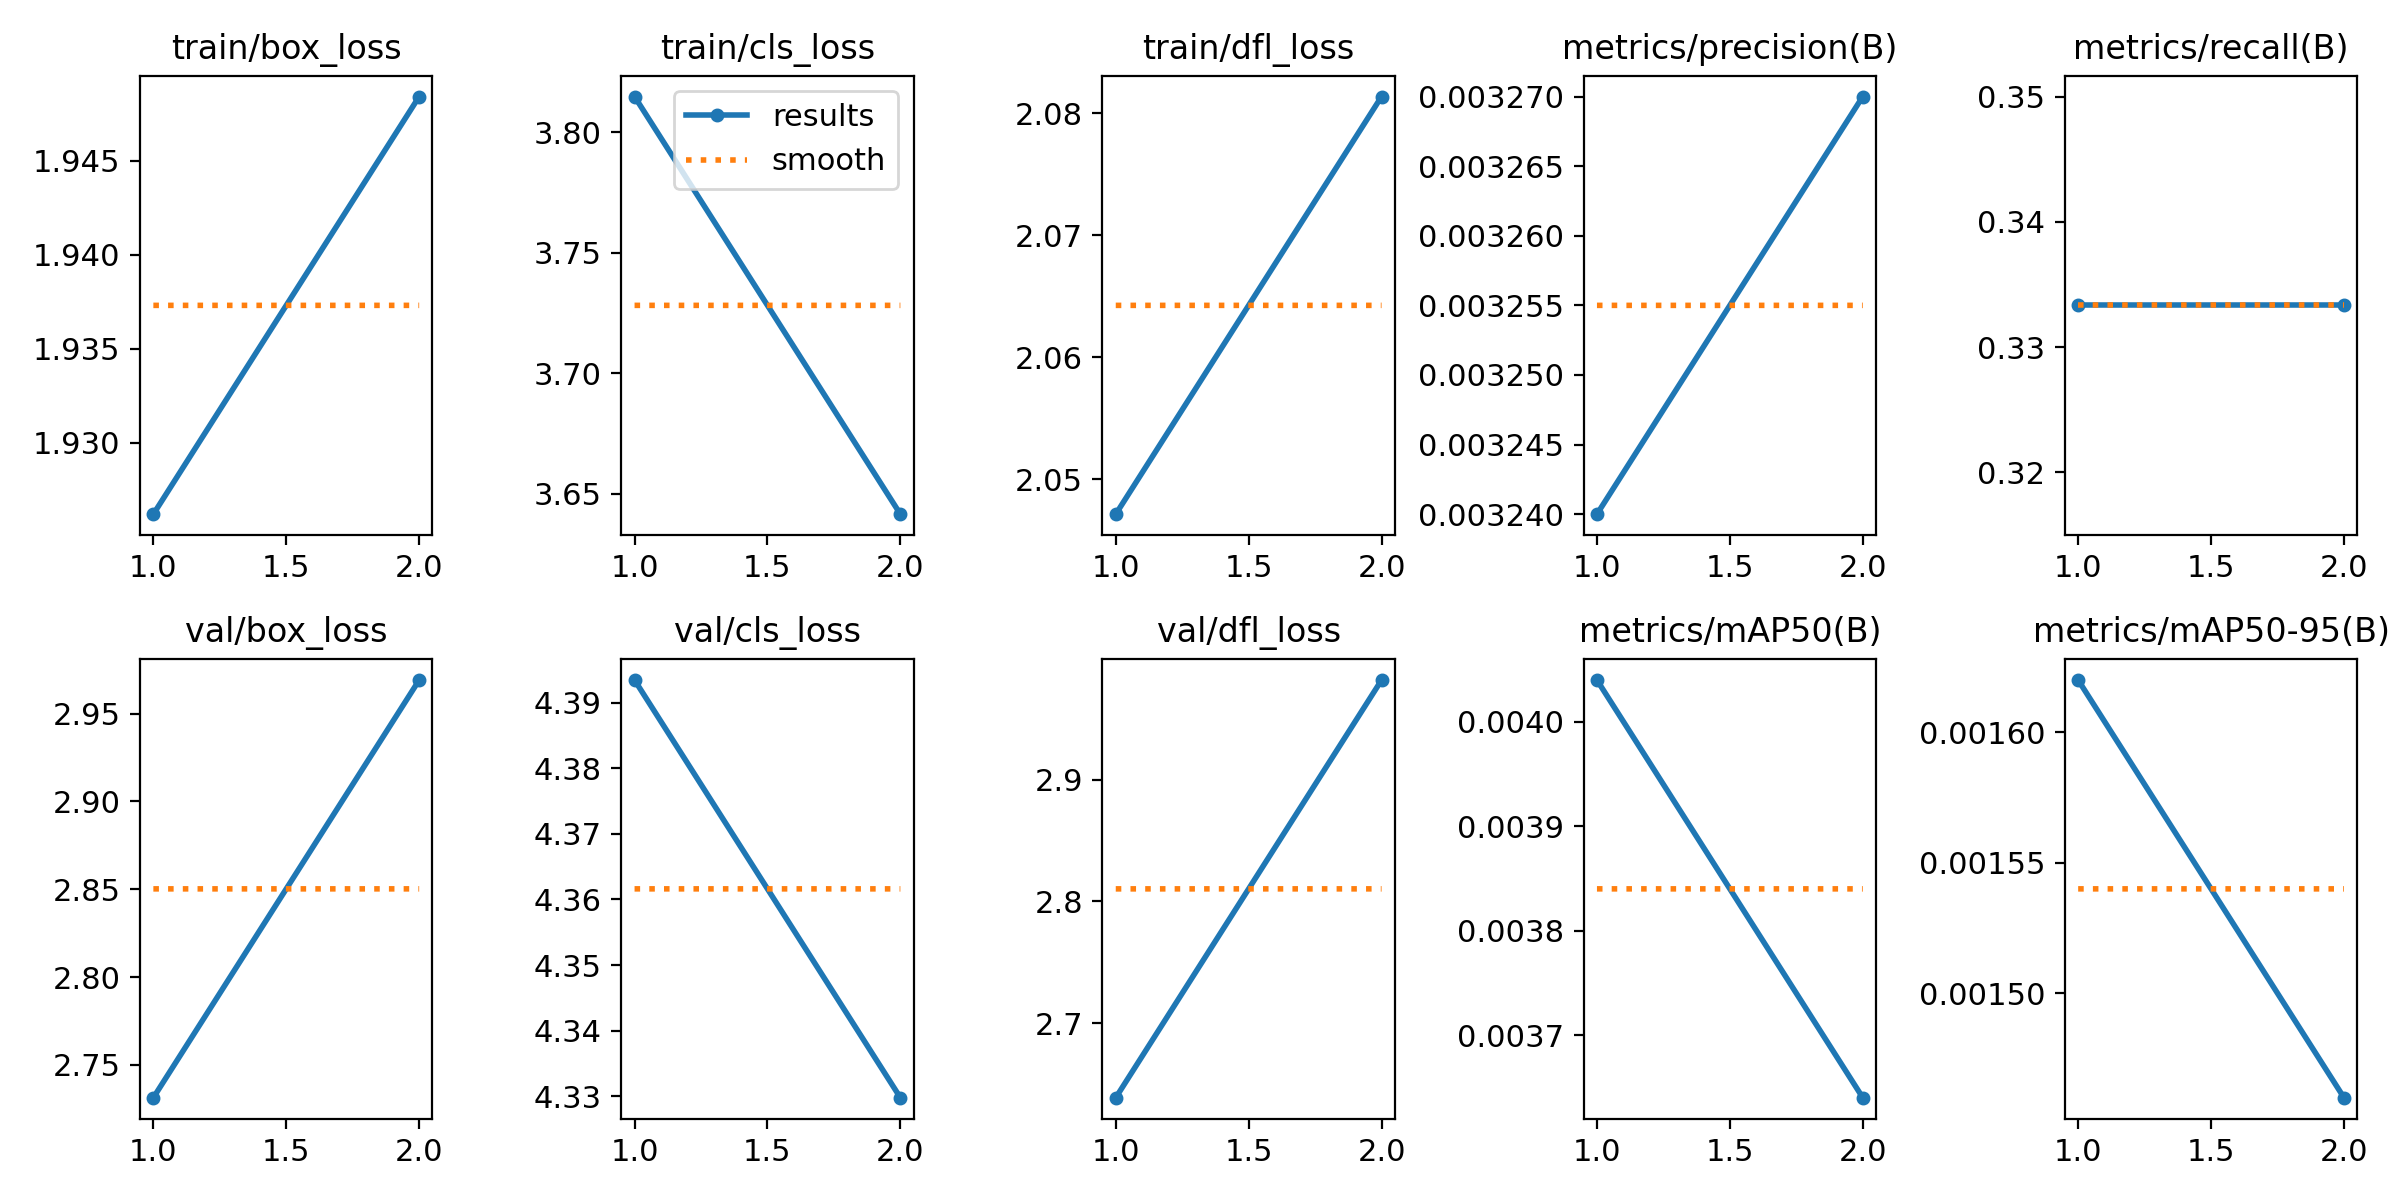 train/box_loss
1.945
1.940
1.935
1.930
1.0 1.5 2.0
train/cls_loss
results
smooth
3.80
3.75
3.70
3.65
1.0 1.5 2.0
train/dfl_loss
2.08
2.07
2.06
2.05
1.0 1.5 2.0
metrics/precision(B)
0.003270
0.003265
0.003260
0.003255
0.003250
0.003245
0.003240
1.0 1.5 2.0
metrics/recall(B)
0.35
0.34
0.33
0.32
1.0 1.5 2.0
val/box_loss
2.95
2.90
2.85
2.80
2.75
1.0 1.5 2.0
val/cls_loss
4.39
4.38
4.37
4.36
4.35
4.34
4.33
1.0 1.5 2.0
val/dfl_loss
2.9
2.8
2.7
1.0 1.5 2.0
metrics/mAP50(B)
0.0040
0.0039
0.0038
0.0037
1.0 1.5 2.0
metrics/mAP50-95(B)
0.00160
0.00155
0.00150
1.0 1.5 2.0